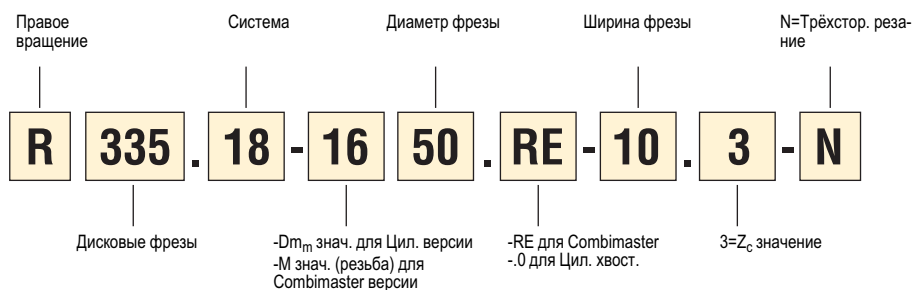 Правое
вращение
Система
Диаметр фрезы
Ширина фрезы
N=Трёхстор. реза-
ние
R 335.18-16 50.RE-10.3-N
Дисковые фрезы
-Dmm знач. для Цил. версии
-M знач. (резьба) для
Combimaster версии
-RE для Combimaster
-.0 для Цил. хвост.
3=Zc значение